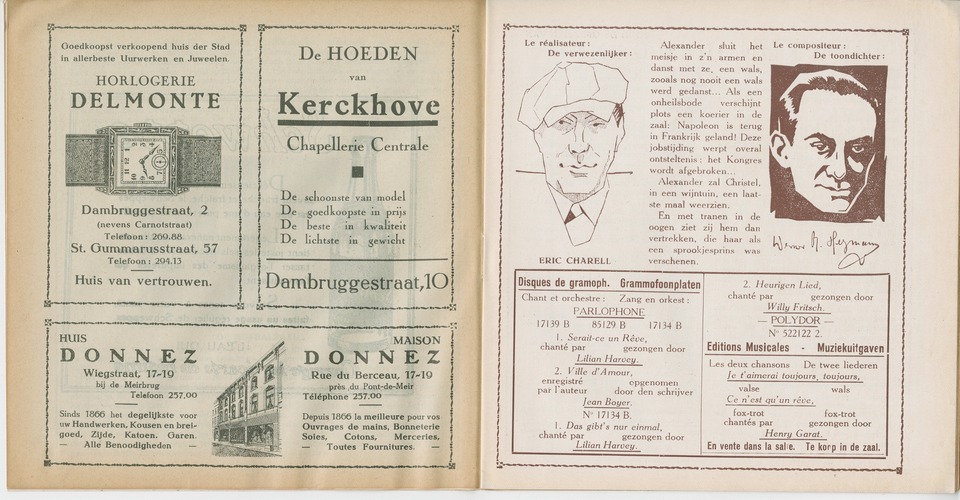 Goedkoopst verkoopend huis der Stad
in allerbeste Uurwerken en Juweelen.
HORLOGERIE
DELMONTE
Dambruggestraat, 2
(nevens Carnotstraat)
Telefoon : 269.88
St. Gummarusstraat, 57
Telefoon : 294.13
Huis van vertrouwen.
De HOEDEN
van
Kerckhove
Chapellerie Centrale
De schoonste van model
De goedkoopste in prijs
De beste in kwaliteit
De lichtste in gewicht
Dambruggestraat,10
HUIS
DONNEZ
Wiegstraat, 17-19
bij de Meirbrug
Telefoon 257,00
Sinds 1866 het degelijkste voor
uw Handwerken, Kousen en brei-
goed, Zijde, Katoen. Garen.
— Alle Benoodigheden —
MAISON
DONNEZ
Rue du Berceau, 17-19
près du Pont-de-Meir
Téléphone 257.00
Depuis 1866 la meilleure pour vos
Ouvrages de mains, Bonneterie
Soies, Cotons, Merceries,
— Toutes Fournitures. —
Le réalisateur :
De verwezenlijker :
ERIC CHARELL
Alexander sluit het
meisje in z'n armen en
danst met ze, een wals,
zooals nog nooit een wals
werd gedanst... Als een
onheilsbode verschijnt
plots een koerier in de
zaal: Napoleon is terug
in Frankrijk geland! Deze
jobstijding werpt overal
ontsteltenis : het Kongres
wordt afgebroken...
Alexander zal Christel,
in een wijntuin, een laat-
ste maal weerzien.
En met tranen in de
oogen ziet zij hem dan
vertrekken, die haar als
een sprookjesprins was
verschenen.
Le compositeur :
De toondichter :
Werner R. Heymann
Disques de gramoph. Grammofoonplaten
Chant et orchestre : Zang en orkest :
PARLOPHONE
17139 B 85129 B 17134 B
1. Serait-ce un Rêve,
chanté par gezongen door
Lilian Harvey.
2. Ville d'Amour,
enregistré opgenomen
par l'auteur door den schrijver
Jean Boyer.
N° 17134 B.
1. Das gibt's nur einmal,
chanté par gezongen door
Lilian Harvey.
2. Heurigen Lied,
chanté par gezongen door
Willy Fritsch.
— POLYDOR —
N° 522122 2.
Editions Musicales - Muziekuitgaven
Les deux chansons De twee liederen
Je t'aimerai toujours, toujours,
valse wals
Ce n'est qu'un rêve,
fox-trot fox-trot
chantés par gezongen door
Henry Garat.
En vente dans la salle. Te korp in de zaal.